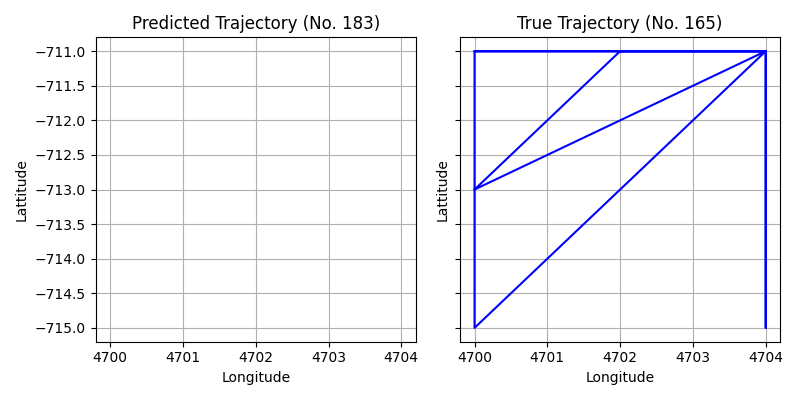 Predicted Trajectory (No. 183)
True Trajectory (No. 165)
Lattitude
−711.0
−711.5
−712.0
−712.5
−713.0
−713.5
−714.0
−714.5
−715.0
4700 4701 4702 4703 4704
Longitude
Lattitude
4700 4701 4702 4703 4704
Longitude